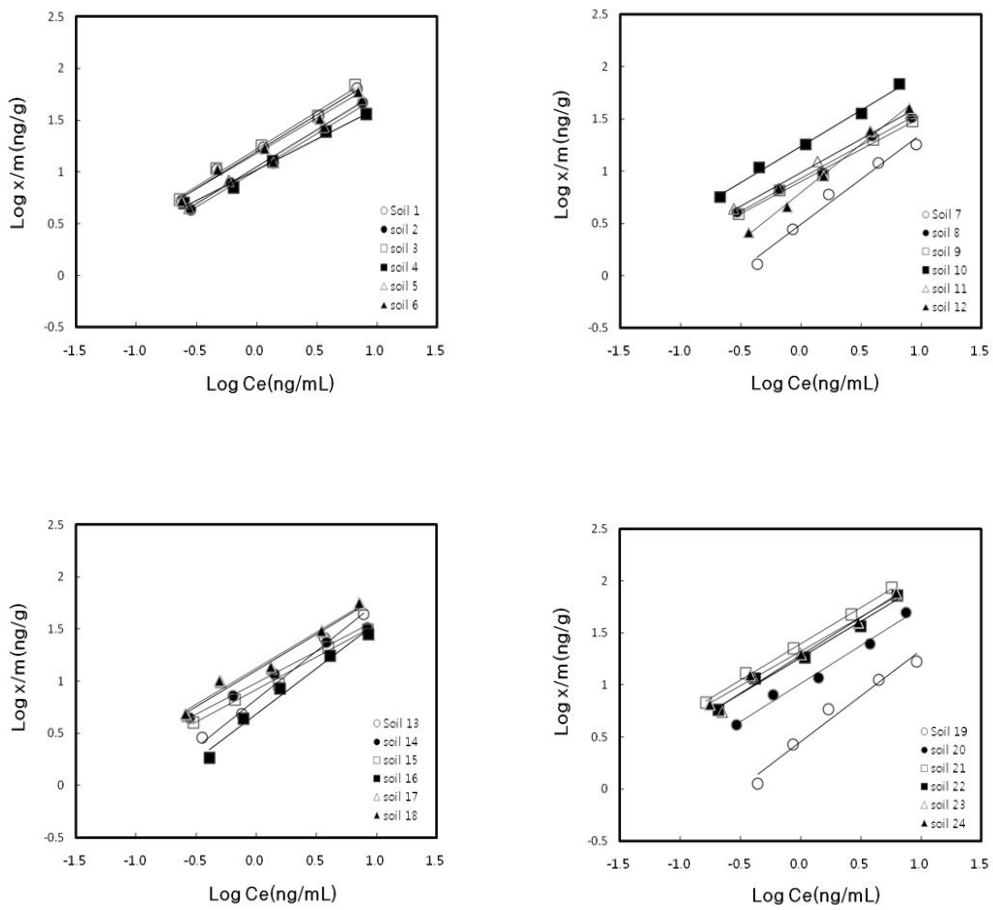 2.5
2
1.5
1
0.5
0
-0.5
Log x/m (ng/g)
Soil 1
soil 2
soil 3
soil 4
soil 5
soil 6
-1.5 -1.0 -0.5 0.0 0.5 1.0 1.5
Log Ce(ng/mL)
2.5
2
1.5
1
0.5
0
-0.5
Log x/m(ng/g)
Soil 7
soil 8
soil 9
soil 10
soil 11
soil 12
-1.5 -1.0 -0.5 0.0 0.5 1.0 1.5
Log Ce(ng/mL)
2.5
2
1.5
1
0.5
0
-0.5
Log x/m(ng/g)
Soil 13
soil 14
soil 15
soil 16
soil 17
soil 18
-1.5 -1.0 -0.5 0.0 0.5 1.0 1.5
Log Ce(ng/mL)
2.5
2
1.5
1
0.5
0
-0.5
Log x/m(ng/g)
Soil 19
soil 20
soil 21
soil 22
soil 23
soil 24
-1.5 -1.0 -0.5 0.0 0.5 1.0 1.5
Log Ce(ng/mL)